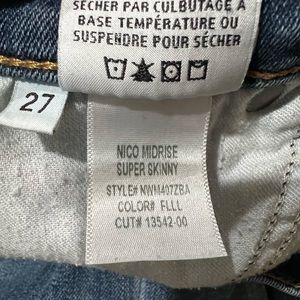 SÉCHER PAR CULBUTAGE À
BASE TEMPÉRATURE OU
SUSPENDRE POUR SÉCHER
27
NICO MIDRISE
SUPER SKINNY
STYLE# NWM407ZBA
COLOR# FLLL
CUT# 13542-00